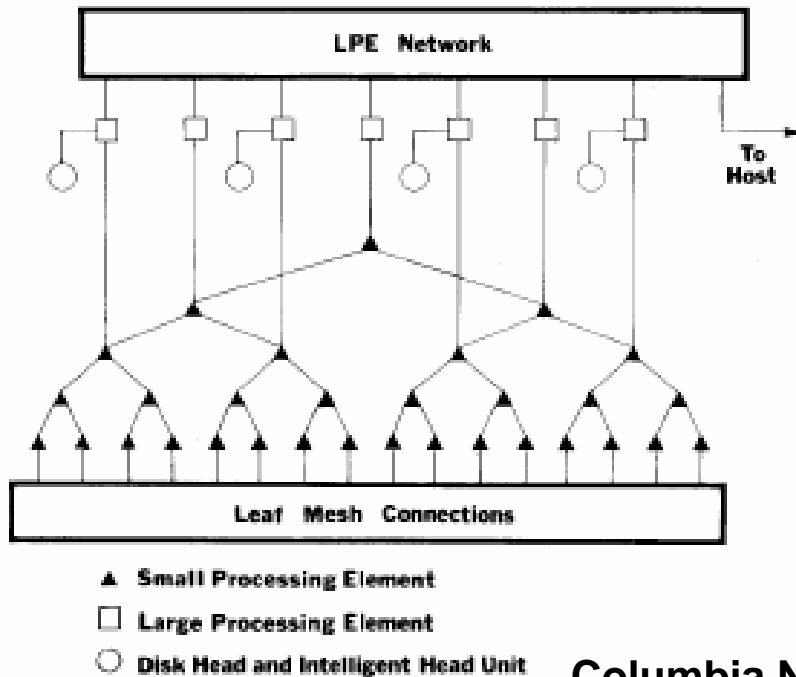 LPE Network
To
Host
Leaf Mesh Connections
Small Processing Element
Large Processing Element
Disk Head and Intelligent Head Unit
Columbia